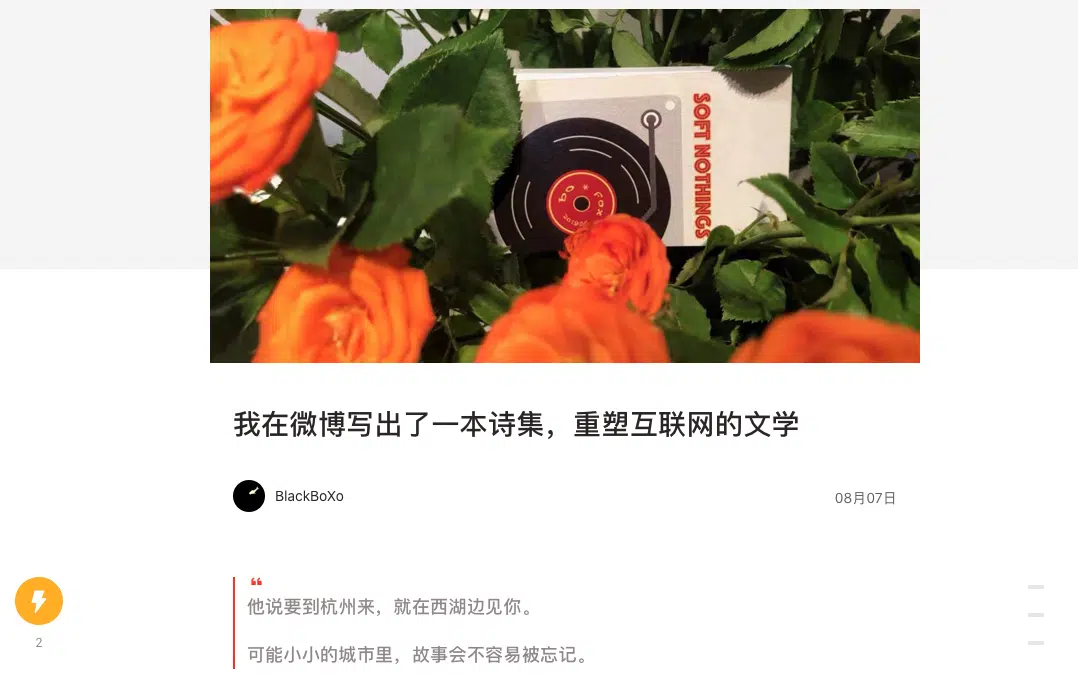 SOFT NOTHINGS
bo * Fox
我在微博写出了一本诗集，重塑互联网的文学
BlackBoXo
08月07日
他说要到杭州来，就在西湖边见你。
2
可能小小的城市里，故事会不容易被忘记。